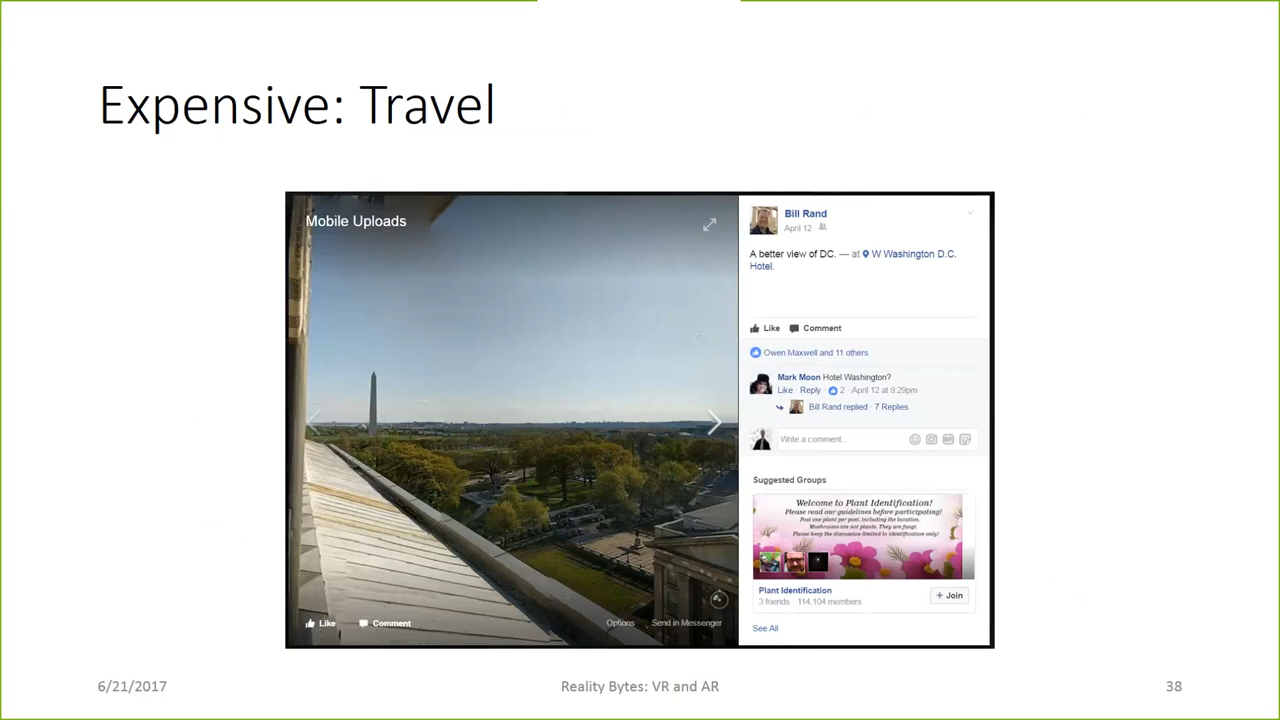 Expensive: Travel
Mobile Uploads
Bill Rand
April 12 ·
A better view of DC. — at W Washington D.C.
Hotel.
Like Comment
Owen Maxwell and 11 others
Mark Moon Hotel Washington?
Like · Reply · 2 · April 12 at 9:29pm
Bill Rand replied · 7 Replies
Write a comment...
Suggested Groups
Welcome to Plant Identification!
Please read our guidelines before participating!
Post one plant per post, including the location.
Mushrooms are not plants. They are fungi.
Please keep the discussion limited to identification only!
Plant Identification
3 friends · 114,104 members
+ Join
See All
Like Comment
Options Send in Messenger
6/21/2017
Reality Bytes: VR and AR
38